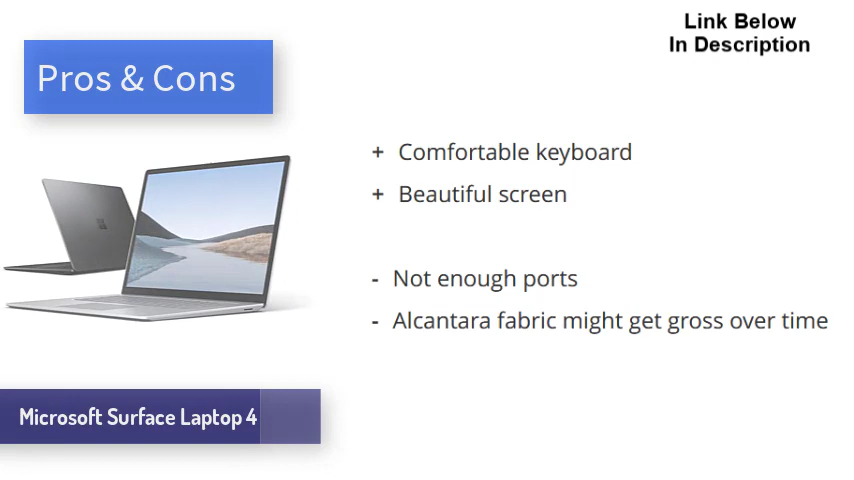 Link Below
In Description
Pros & Cons
+ Comfortable keyboard
+ Beautiful screen
- Not enough ports
- Alcantara fabric might get gross over time
Microsoft Surface Laptop 4